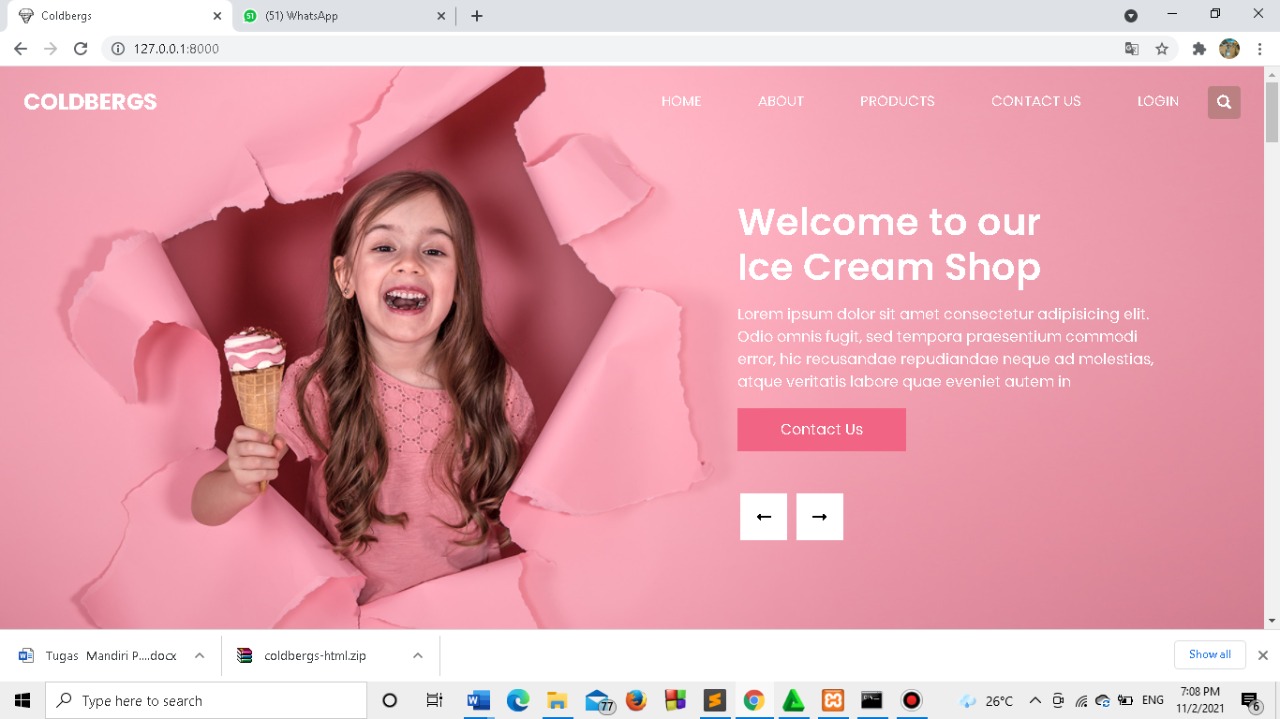 Coldbergs
(51) WhatsApp
127.0.0.1:8000
COLDBERGS
HOME ABOUT PRODUCTS CONTACT US LOGIN
Welcome to our
Ice Cream Shop
Lorem ipsum dolor sit amet consectetur adipisicing elit.
Odio omnis fugit, sed tempora praesentium commodi
error, hic recusandae repudiandae neque ad molestias,
atque veritatis labore quae eveniet autem in
Contact Us
Tugas Mandiri P....docx
coldbergs-html.zip
Show all
Type here to search
77
26°C
ENG
7:08 PM
11/2/2021
6